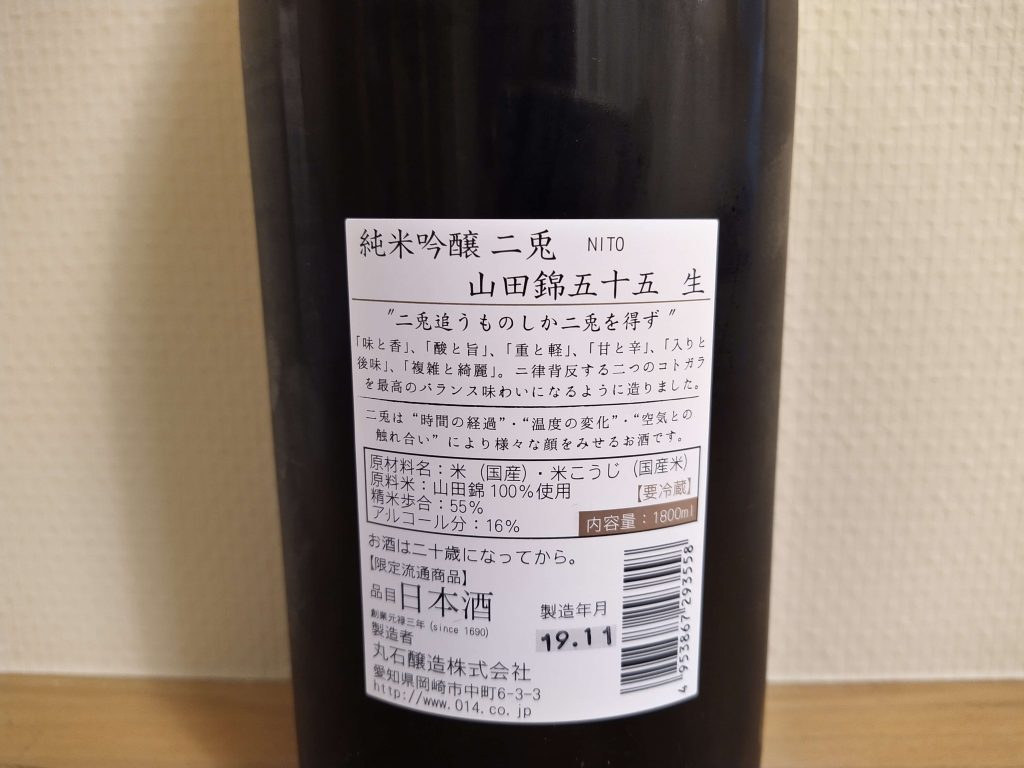 純米吟醸 二兎 NITO
山田錦五十五 生
"二兎追うものしか二兎を得ず"
「味と香」、「酸と旨」、「重と軽」、「甘と辛」、「入りと
後味」、「複雑と綺麗」。二律背反する二つのコトガラ
を最高のバランス味わいになるように造りました。
二兎は“時間の経過”・“温度の変化”・“空気との
触れ合い”により様々な顔をみせるお酒です。
原材料名：米（国産）・米こうじ（国産米）
原料米：山田錦100%使用
【要冷蔵】
精米歩合：55%
アルコール分：16%
内容量：1800ml
お酒は二十歳になってから。
【限定流通商品】
品目 日本酒
製造年月
19.11
創業元禄三年 (since 1690)
製造者
丸石醸造株式会社
愛知県岡崎市中町6-3-3
http://www.014.co.jp
4953867293558